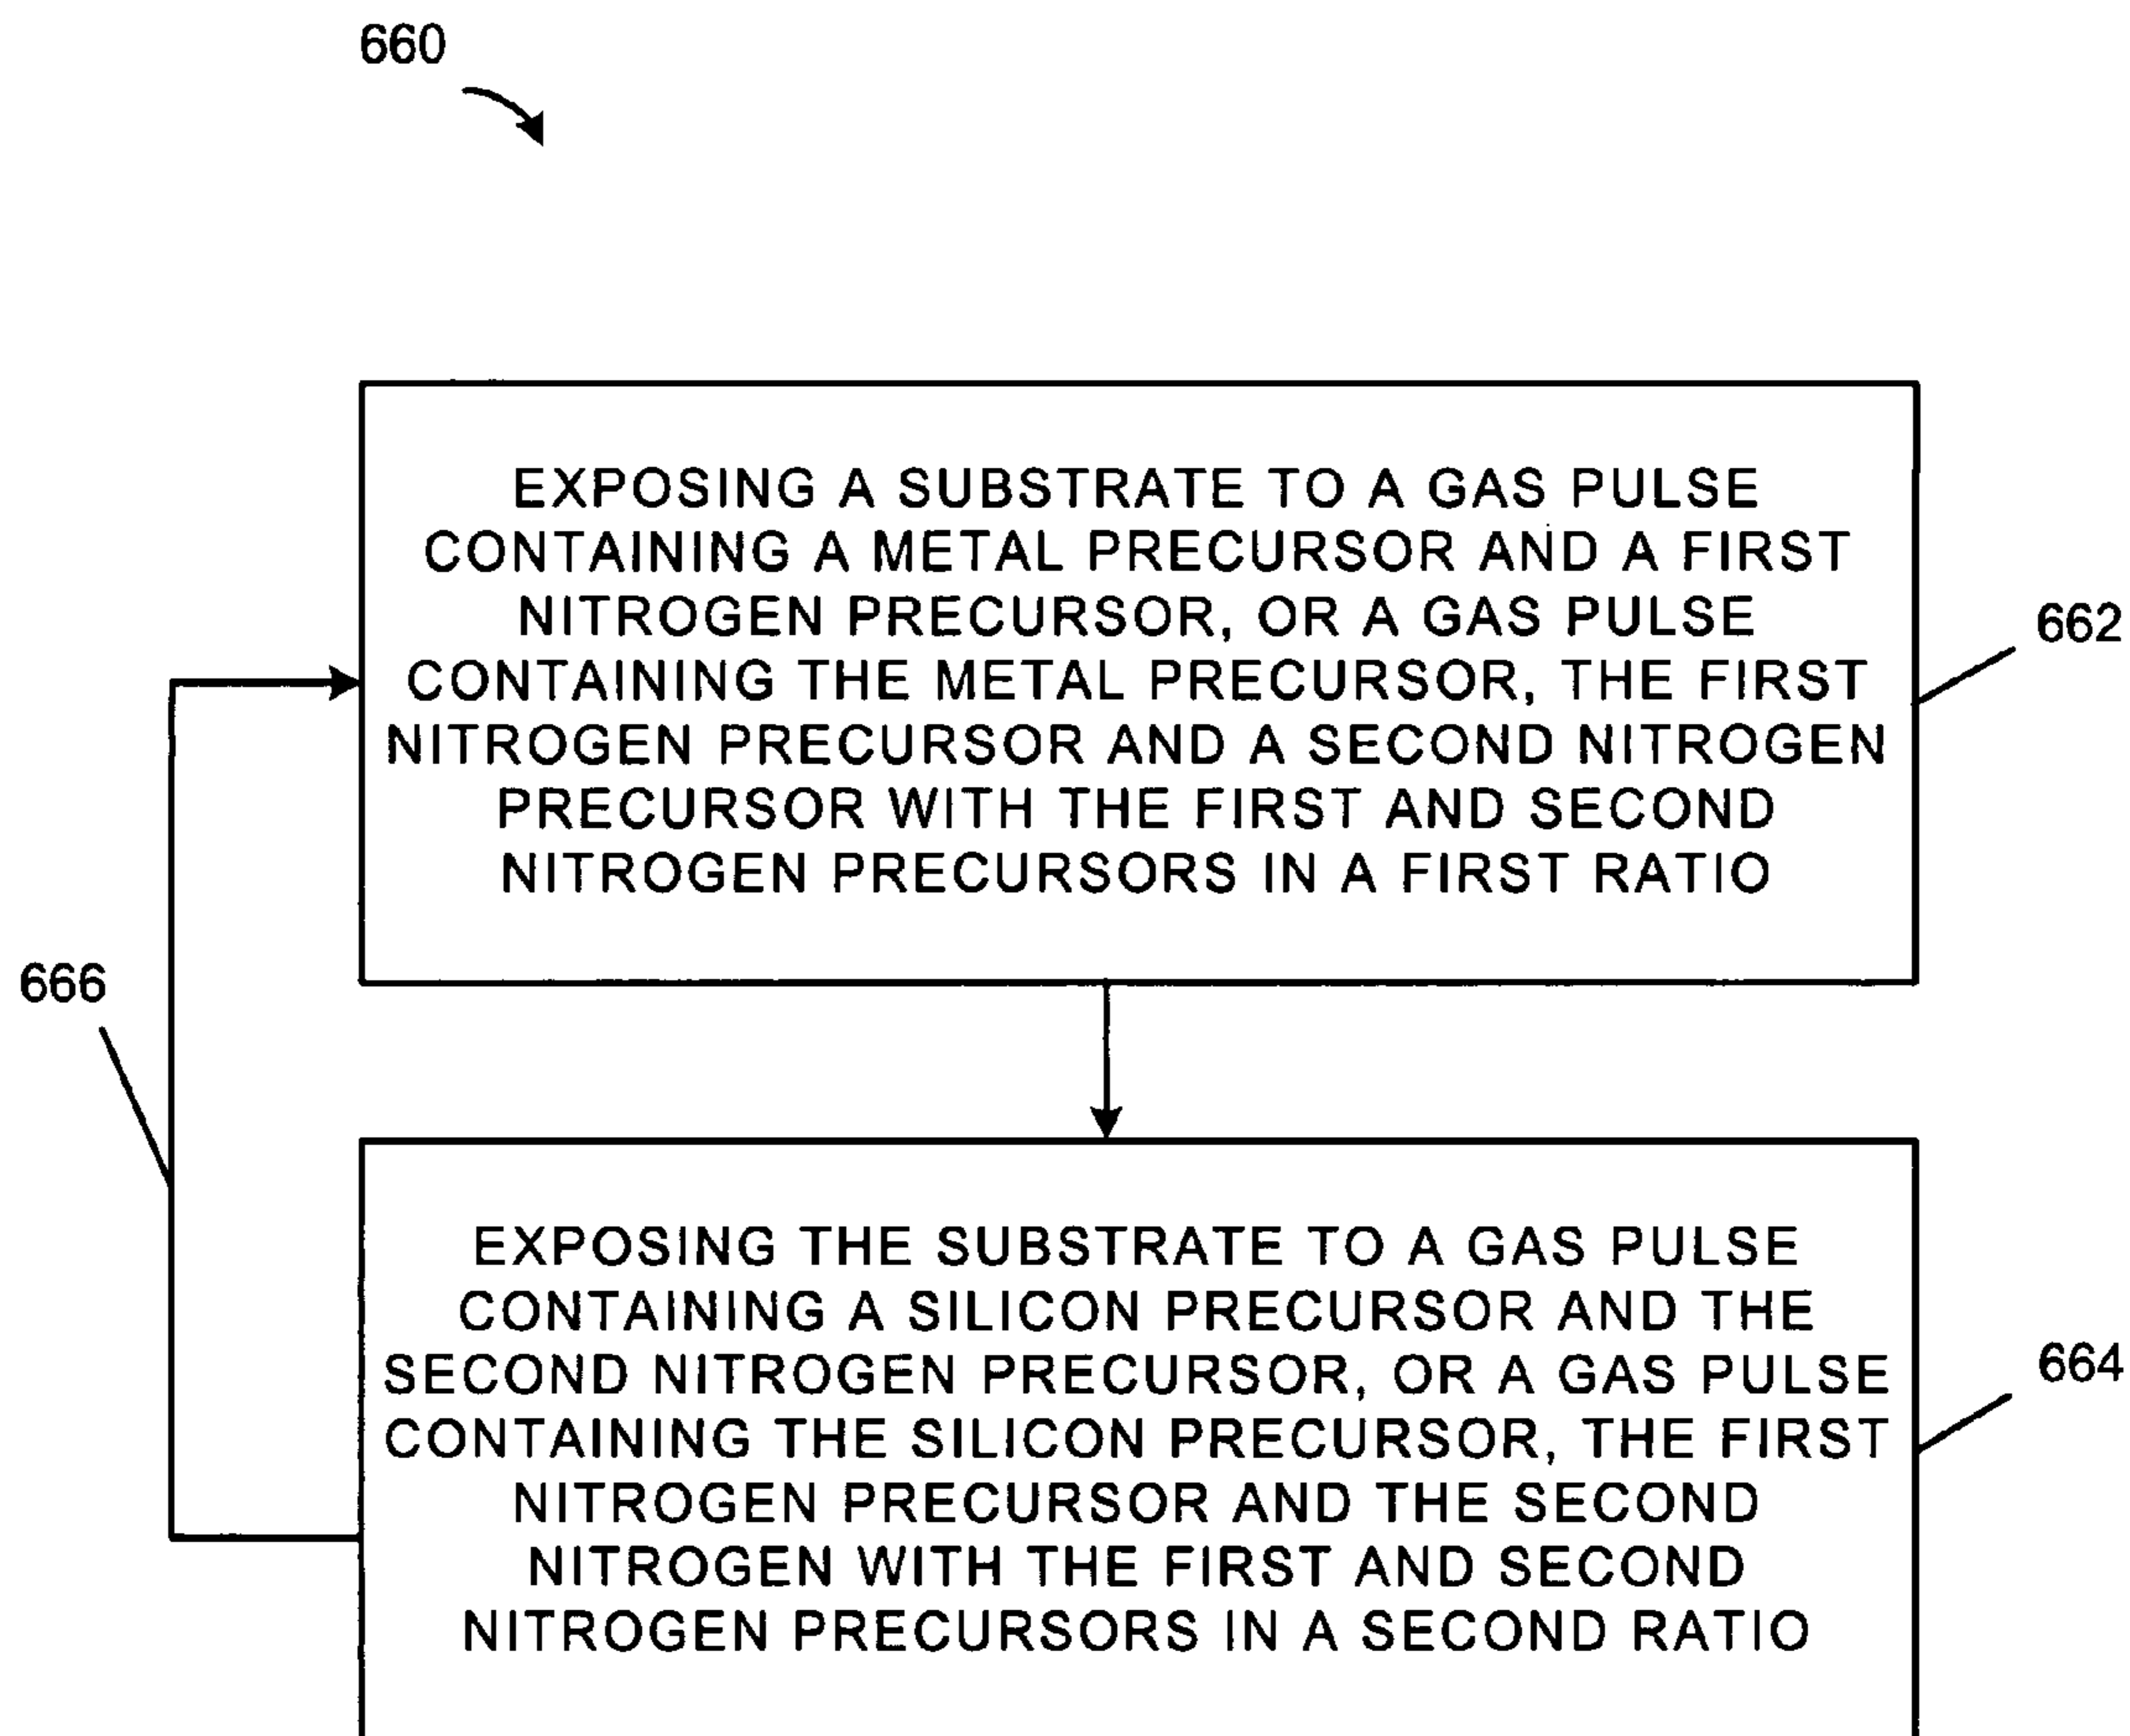 660
EXPOSING A SUBSTRATE TO A GAS PULSE
CONTAINING A METAL PRECURSOR AND A FIRST
NITROGEN PRECURSOR, OR A GAS PULSE
CONTAINING THE METAL PRECURSOR, THE FIRST
NITROGEN PRECURSOR AND A SECOND NITROGEN
PRECURSOR WITH THE FIRST AND SECOND
NITROGEN PRECURSORS IN A FIRST RATIO
662
666
EXPOSING THE SUBSTRATE TO A GAS PULSE
CONTAINING A SILICON PRECURSOR AND THE
SECOND NITROGEN PRECURSOR, OR A GAS PULSE
CONTAINING THE SILICON PRECURSOR, THE FIRST
NITROGEN PRECURSOR AND THE SECOND
NITROGEN WITH THE FIRST AND SECOND
NITROGEN PRECURSORS IN A SECOND RATIO
664